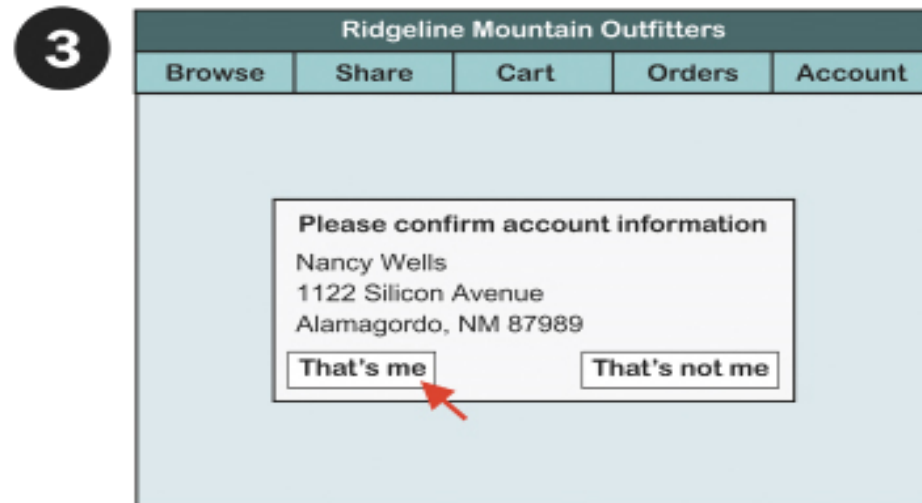 3
Ridgeline Mountain Outfitters
Browse Share Cart Orders Account
Please confirm account information
Nancy Wells
1122 Silicon Avenue
Alamagordo, NM 87989
That's me That's not me